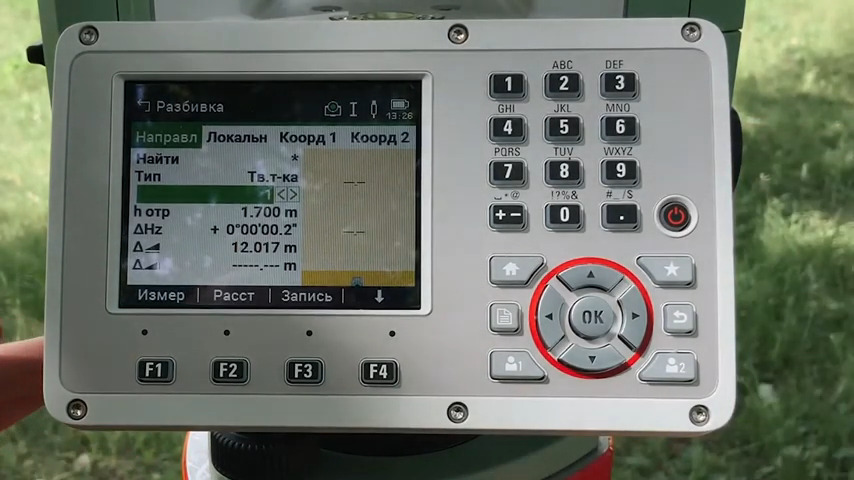 Разбивка
13:26
Направл Локальн Коорд 1 Коорд 2
Найти *
Тип Тв.т-ка
1
h отр 1.700 m
ΔHz + 0°00'00.2"
Δ 12.017 m
Δ -----.--- m
--.--
--.--
Измер Расст Запись ↓
F1 F2 F3 F4
ABC DEF
1 2 3
GHI JKL MNO
4 5 6
PQRS TUV WXYZ
7 8 9
!?%& #_/$
+- 0 .
OK
1 2